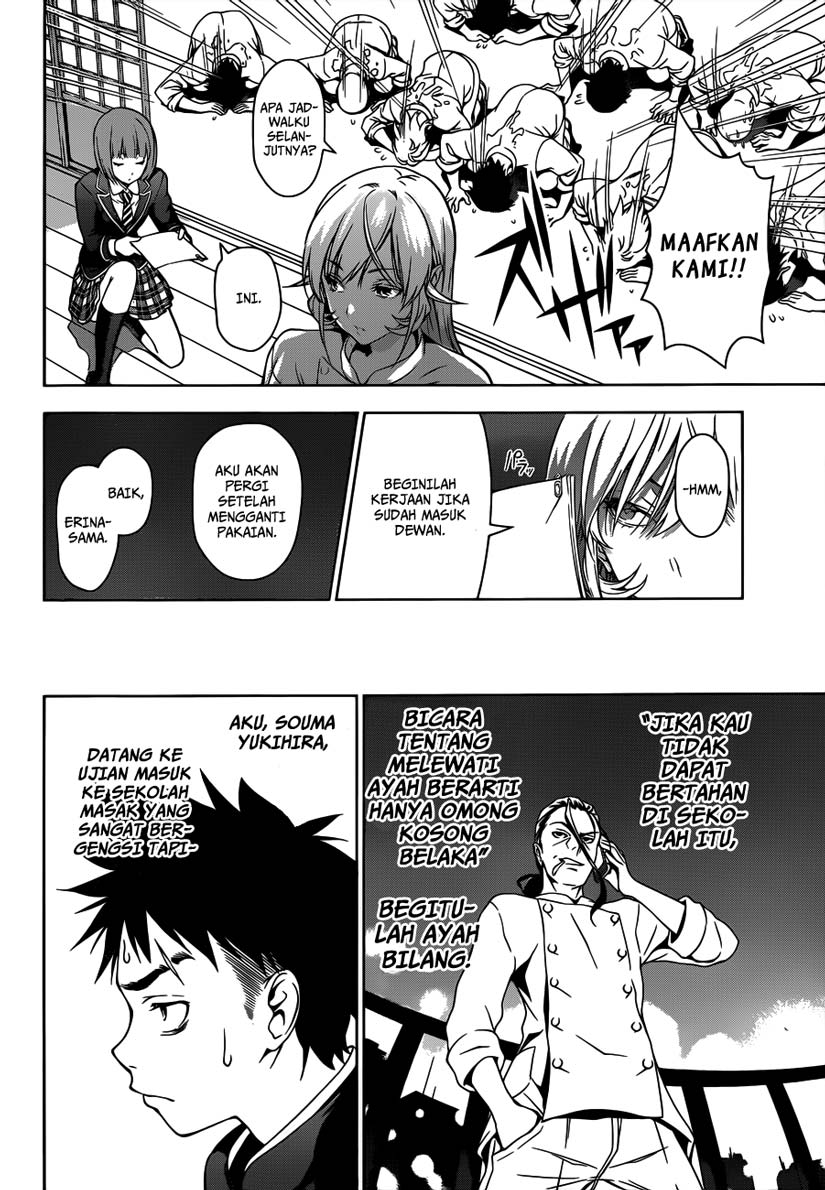 MAAFKAN
KAMI!!
APA JAD-
WALKU
SELAN-
JUTNYA?
INI.
-HMM,
BEGINILAH
KERJAAN JIKA
SUDAH MASUK
DEWAN.
AKU AKAN
PERGI
SETELAH
MENGGANTI
PAKAIAN.
BAIK,
ERINA-
SAMA.
"JIKA KAU
TIDAK
DAPAT
BERTAHAN
DI SEKO-
LAH ITU,
BICARA
TENTANG
MELEWATI
AYAH BERARTI
HANYA OMONG
KOSONG
BELAKA"
BEGITU-
LAH AYAH
BILANG!
AKU, SOUMA
YUKIHIRA,
DATANG KE
UJIAN MASUK
KE SEKOLAH
MASAK YANG
SANGAT BER-
GENGSI TAPI-